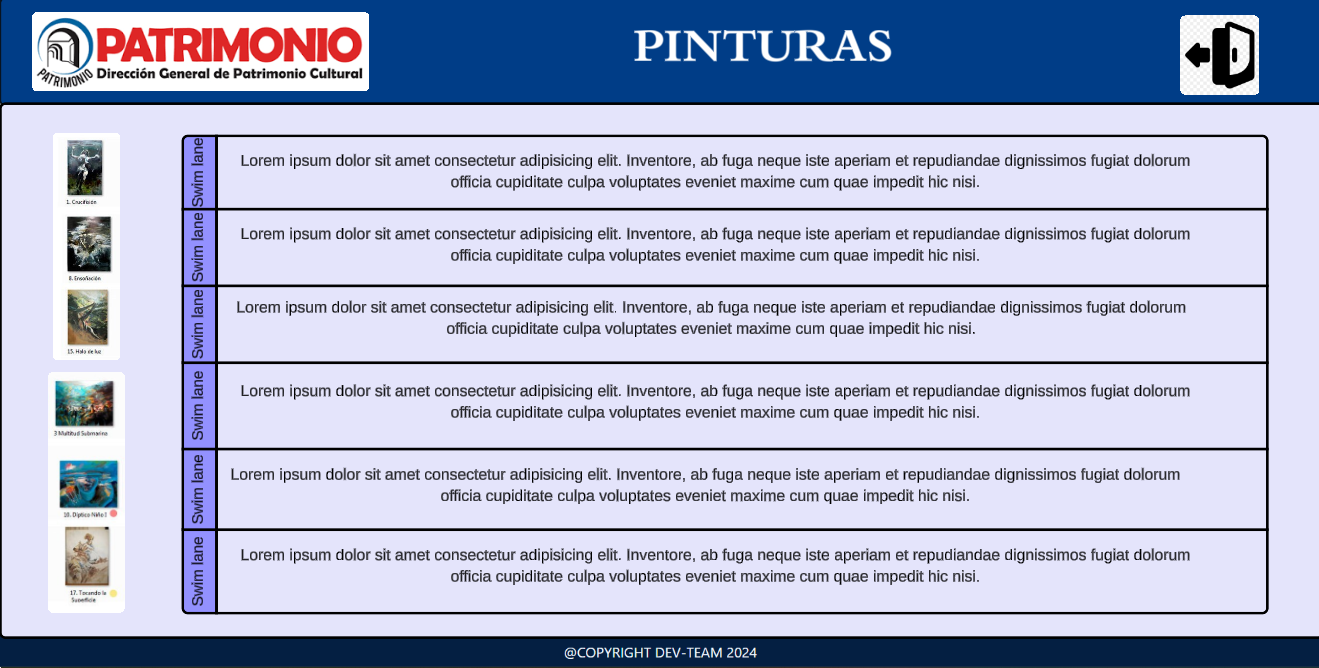 PATRIMONIO
PATRIMONIO
Dirección General de Patrimonio Cultural
PINTURAS
1. Crucifixión
8. Ensoñación
15. Halo de luz
3 Multitud Submarina
10. Díptico Niño I
17. Tocando la
Superficie
Swim lane
Lorem ipsum dolor sit amet consectetur adipisicing elit. Inventore, ab fuga neque iste aperiam et repudiandae dignissimos fugiat dolorum
officia cupiditate culpa voluptates eveniet maxime cum quae impedit hic nisi.
Swim lane
Lorem ipsum dolor sit amet consectetur adipisicing elit. Inventore, ab fuga neque iste aperiam et repudiandae dignissimos fugiat dolorum
officia cupiditate culpa voluptates eveniet maxime cum quae impedit hic nisi.
Swim lane
Lorem ipsum dolor sit amet consectetur adipisicing elit. Inventore, ab fuga neque iste aperiam et repudiandae dignissimos fugiat dolorum
officia cupiditate culpa voluptates eveniet maxime cum quae impedit hic nisi.
Swim lane
Lorem ipsum dolor sit amet consectetur adipisicing elit. Inventore, ab fuga neque iste aperiam et repudiandae dignissimos fugiat dolorum
officia cupiditate culpa voluptates eveniet maxime cum quae impedit hic nisi.
Swim lane
Lorem ipsum dolor sit amet consectetur adipisicing elit. Inventore, ab fuga neque iste aperiam et repudiandae dignissimos fugiat dolorum
officia cupiditate culpa voluptates eveniet maxime cum quae impedit hic nisi.
Swim lane
Lorem ipsum dolor sit amet consectetur adipisicing elit. Inventore, ab fuga neque iste aperiam et repudiandae dignissimos fugiat dolorum
officia cupiditate culpa voluptates eveniet maxime cum quae impedit hic nisi.
@COPYRIGHT DEV-TEAM 2024